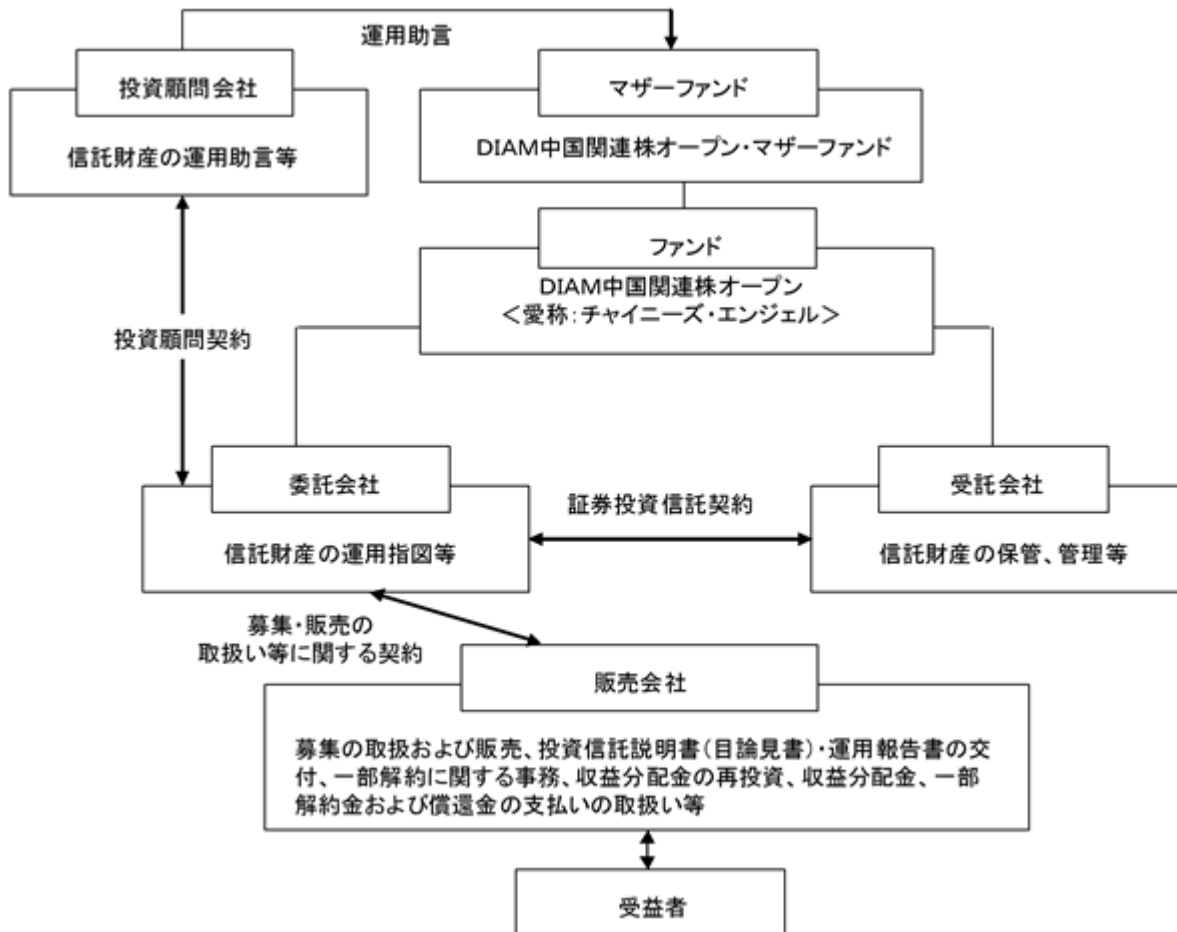 運用助言
投資顧問会社
信託財産の運用助言等
マザーファンド
DIAM中国関連株オープン・マザーファンド
ファンド
DIAM中国関連株オープン
＜愛称：チャイニーズ・エンジェル＞
投資顧問契約
委託会社
信託財産の運用指図等
証券投資信託契約
受託会社
信託財産の保管、管理等
募集・販売の
取扱い等に関する契約
販売会社
募集の取扱および販売、投資信託説明書（目論見書）・運用報告書の交
付、一部解約に関する事務、収益分配金の再投資、収益分配金、一部
解約金および償還金の支払いの取扱い等
受益者